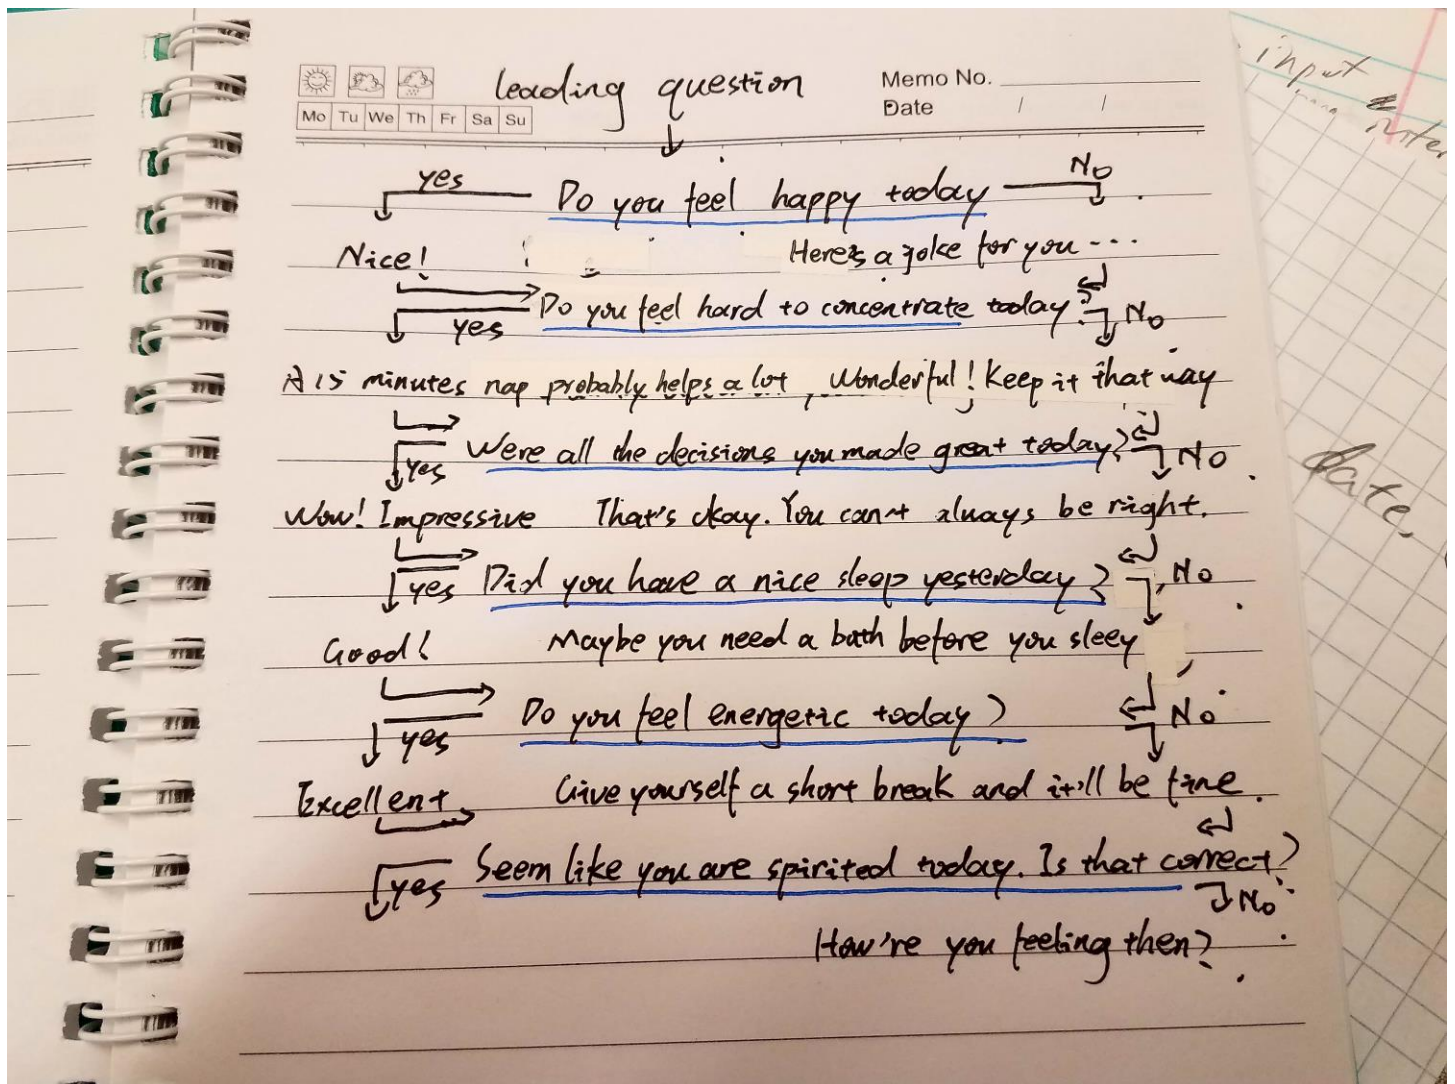 leading question
Memo No.
Date / /
Mo Tu We Th Fr Sa Su
yes Do you feel happy today No
Nice! Here's a joke for you ...
yes Do you feel hard to concentrate today? No
A 15 minutes nap probably helps a lot, Wonderful! Keep it that way
yes Were all the decisions you made great today? No
Wow! Impressive That's okay. You can't always be right.
yes Did you have a nice sleep yesterday? No
Good! Maybe you need a bath before you sleey
yes Do you feel energetic today? No
Excellent. Give yourself a short break and it'll be fine.
yes Seem like you are spirited today. Is that correct? No
How're you feeling then?
input
date,